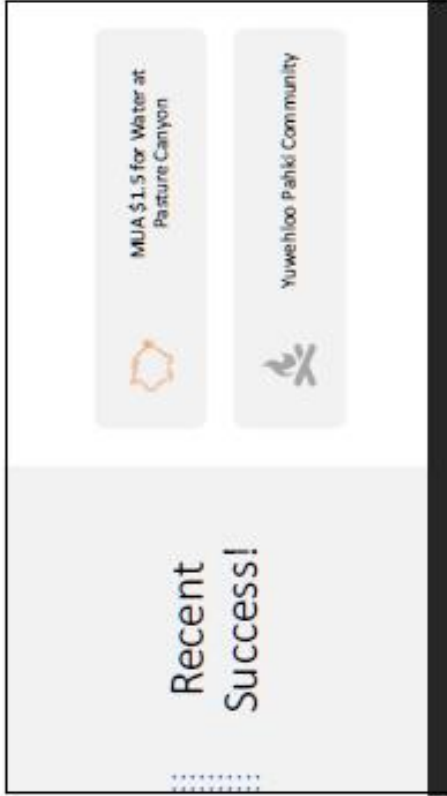 Recent
Success!
MUA $1.5 for Water at
Pasture Canyon
Yuwehloo Pahki Community